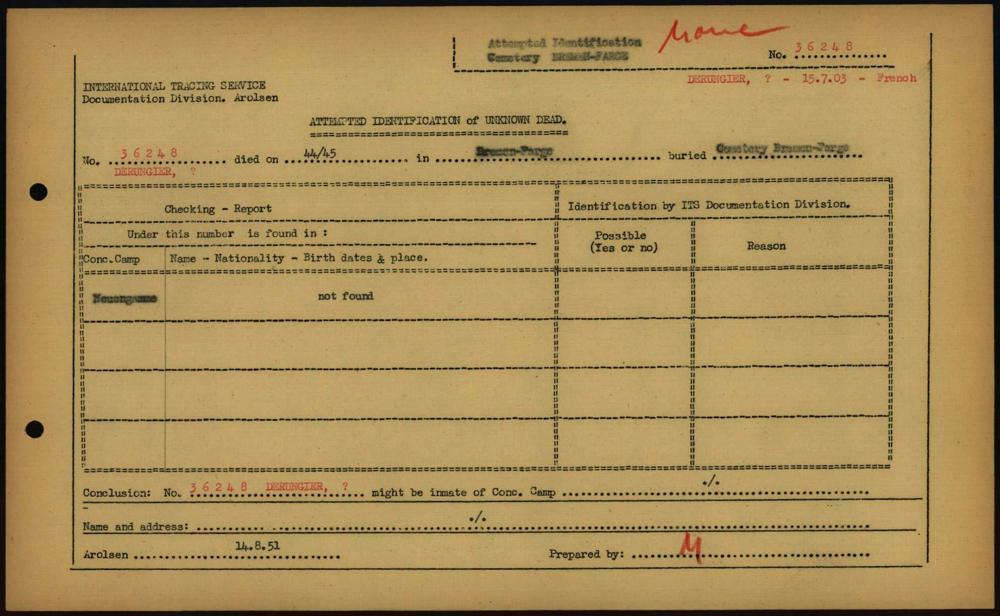 Attempted Identification
Cemetery BREMEN-FARGE
None
No. 36248
DERUNGIER, ? - 15.7.03 - French
INTERNATIONAL TRACING SERVICE
Documentation Division. Arolsen
ATTEMPTED IDENTIFICATION of UNKNOWN DEAD.
No. 36248 died on 44/45 in Bremen-Farge buried Cemetery Bremen-Farge
DERUNGIER, ?
Checking - Report
Identification by ITS Documentation Division.
Under this number is found in :
Possible
(Yes or no)
Reason
Conc.Camp
Name - Nationality - Birth dates & place.
Neuengamme
not found
Conclusion: No. 36248 DERUNGIER, ? might be inmate of Conc. Camp ./.
Name and address: ./.
Arolsen 14.8.51 Prepared by: M